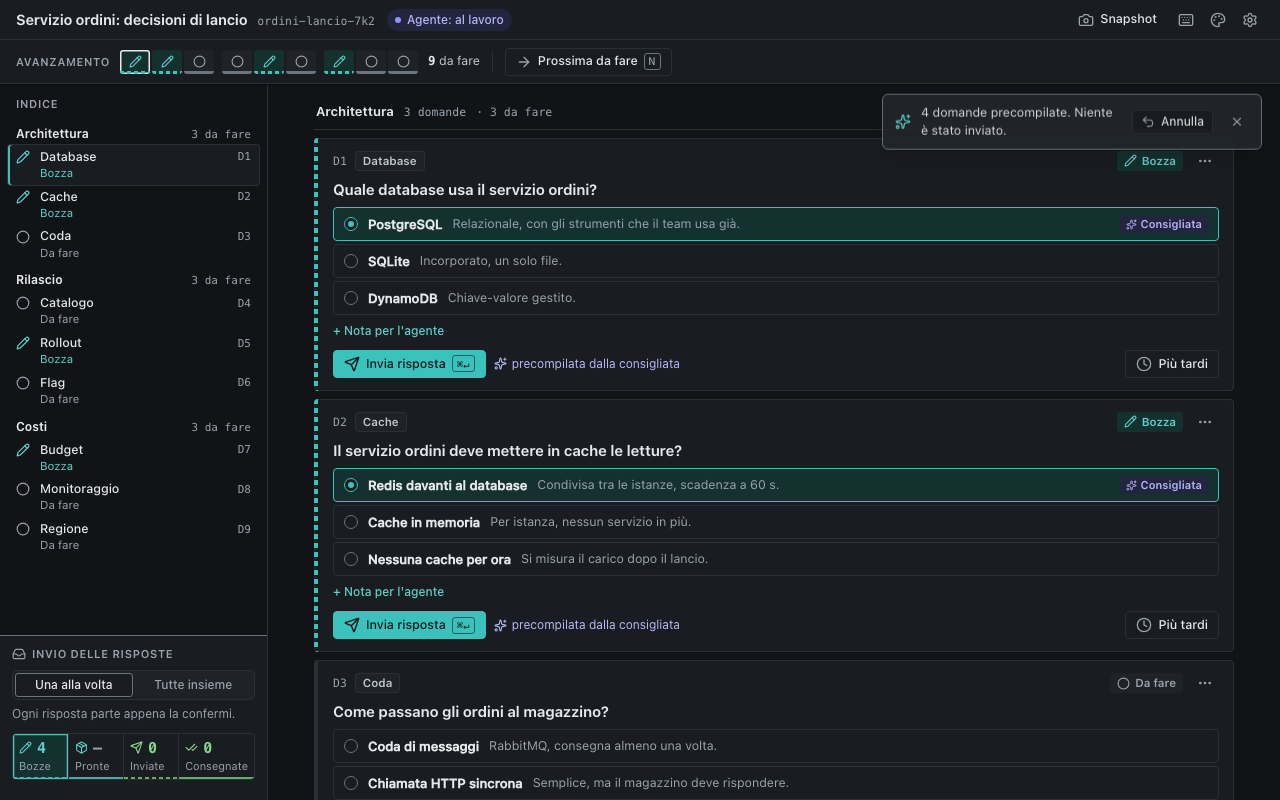 Servizio ordini: decisioni di lancio ordini-lancio-7k2 Agente: al lavoro Snapshot
AVANZAMENTO 9 da fare Prossima da fare N
INDICE
Architettura 3 da fare
Database D1
Bozza
Cache D2
Bozza
Coda D3
Da fare
Rilascio 3 da fare
Catalogo D4
Da fare
Rollout D5
Bozza
Flag D6
Da fare
Costi 3 da fare
Budget D7
Bozza
Monitoraggio D8
Da fare
Regione D9
Da fare
INVIO DELLE RISPOSTE
Una alla volta Tutte insieme
Ogni risposta parte appena la confermi.
4 – 0 0
Bozze Pronte Inviate Consegnate
Architettura 3 domande · 3 da fare
4 domande precompilate. Niente
è stato inviato.
Annulla
D1 Database Bozza
Quale database usa il servizio ordini?
PostgreSQL Relazionale, con gli strumenti che il team usa già. Consigliata
SQLite Incorporato, un solo file.
DynamoDB Chiave-valore gestito.
+ Nota per l'agente
Invia risposta ⌘↵ precompilata dalla consigliata Più tardi
D2 Cache Bozza
Il servizio ordini deve mettere in cache le letture?
Redis davanti al database Condivisa tra le istanze, scadenza a 60 s. Consigliata
Cache in memoria Per istanza, nessun servizio in più.
Nessuna cache per ora Si misura il carico dopo il lancio.
+ Nota per l'agente
Invia risposta ⌘↵ precompilata dalla consigliata Più tardi
D3 Coda Da fare
Come passano gli ordini al magazzino?
Coda di messaggi RabbitMQ, consegna almeno una volta.
Chiamata HTTP sincrona Semplice, ma il magazzino deve rispondere.